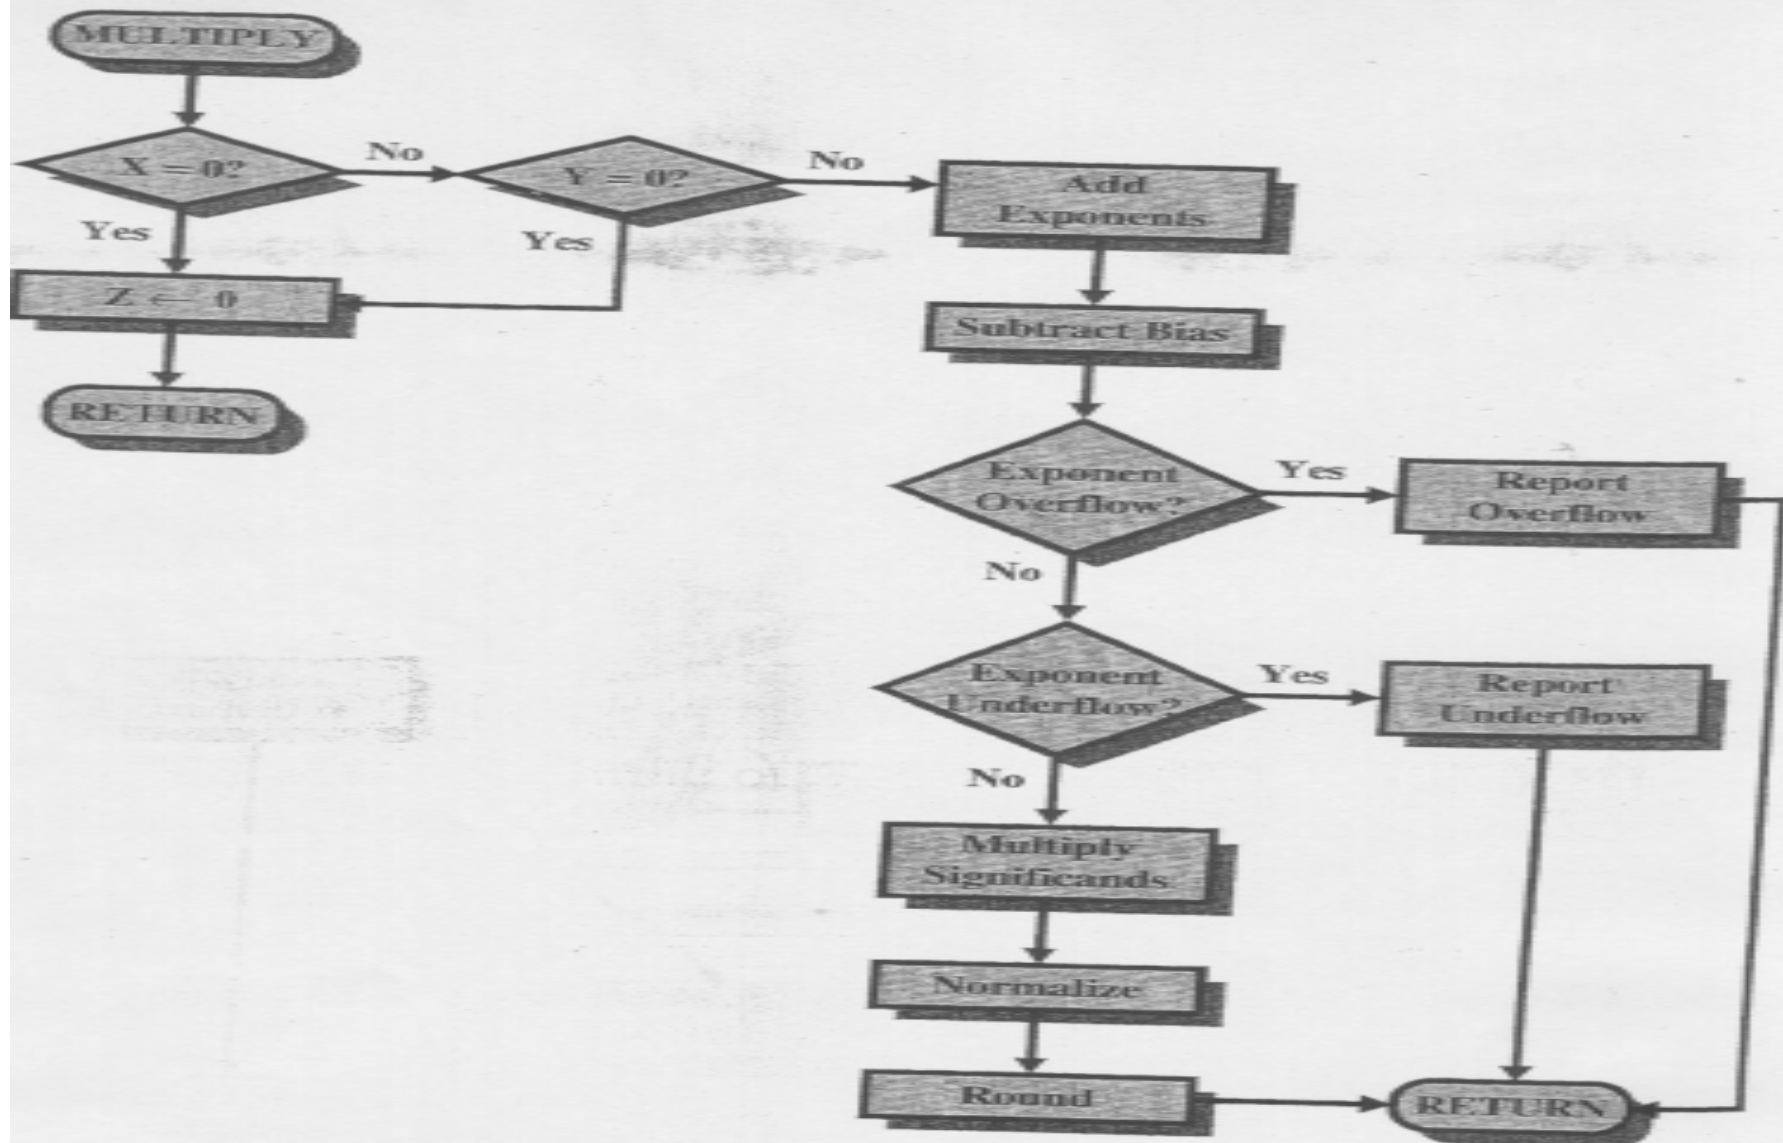 MULTIPLY
X = 0?
No
Y = 0?
No
Add
Exponents
Yes
Yes
Z ← 0
Subtract Bias
RETURN
Exponent
Overflow?
Yes
Report
Overflow
No
Exponent
Underflow?
Yes
Report
Underflow
No
Multiply
Significands
Normalize
Round
RETURN